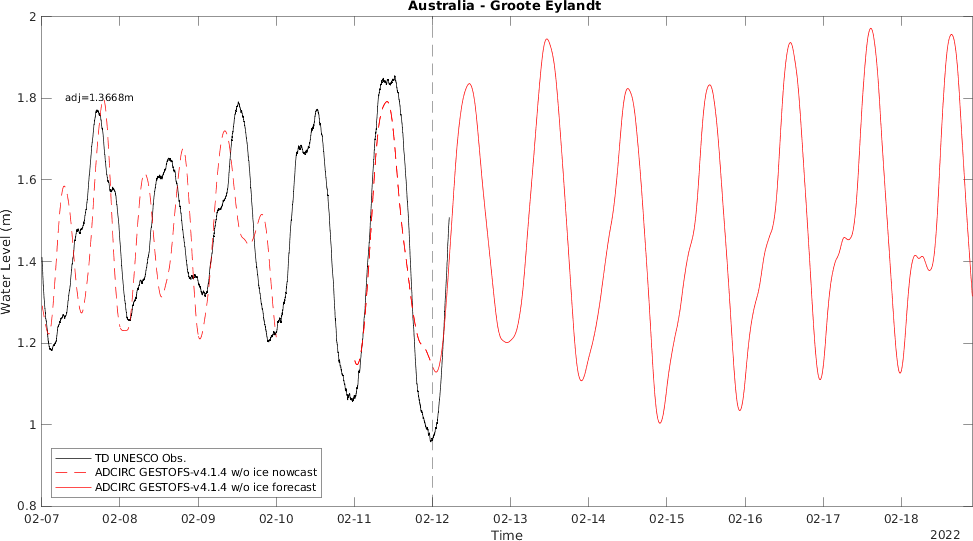 Australia - Groote Eylandt
2
1.8
1.6
1.4
1.2
1
0.8
Water Level (m)
adj=1.3668m
TD UNESCO Obs.
ADCIRC GESTOFS-v4.1.4 w/o ice nowcast
ADCIRC GESTOFS-v4.1.4 w/o ice forecast
02-07 02-08 02-09 02-10 02-11 02-12 02-13 02-14 02-15 02-16 02-17 02-18
Time
2022